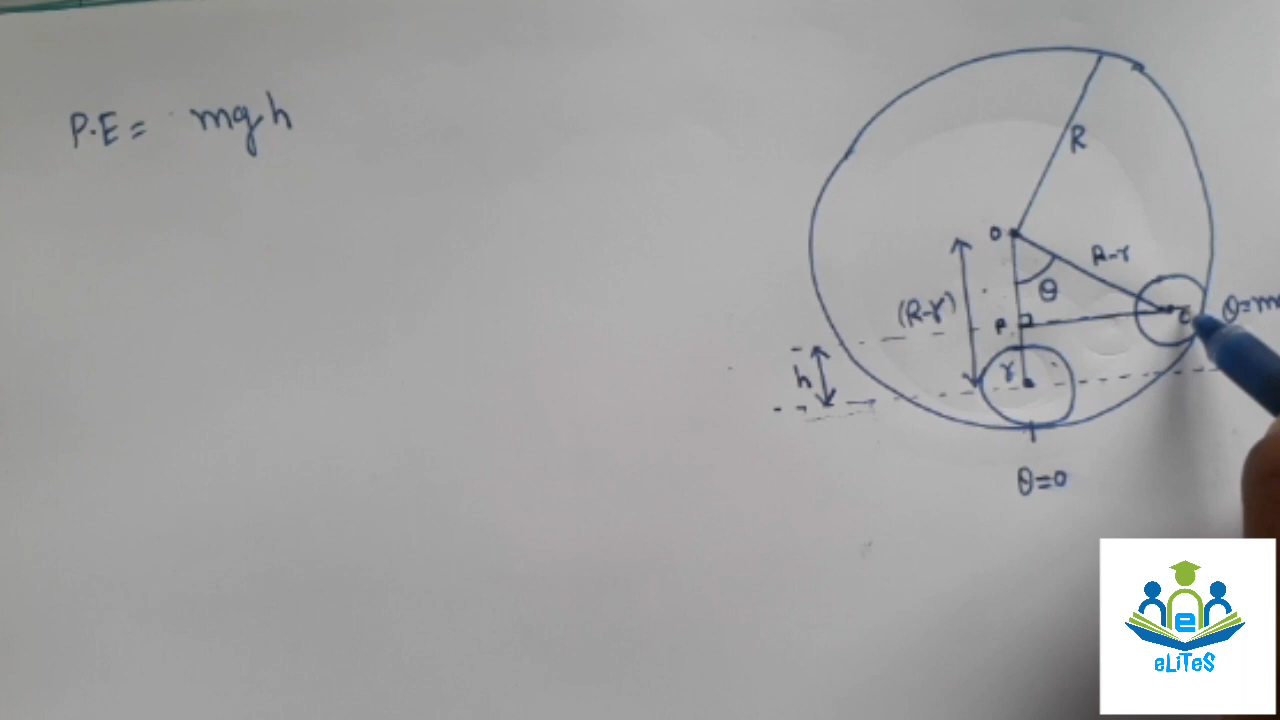 P.E = mgh
R
O
R-r
θ
(R-r)
P
θ=m
h
r
θ=0
e
eLiTeS